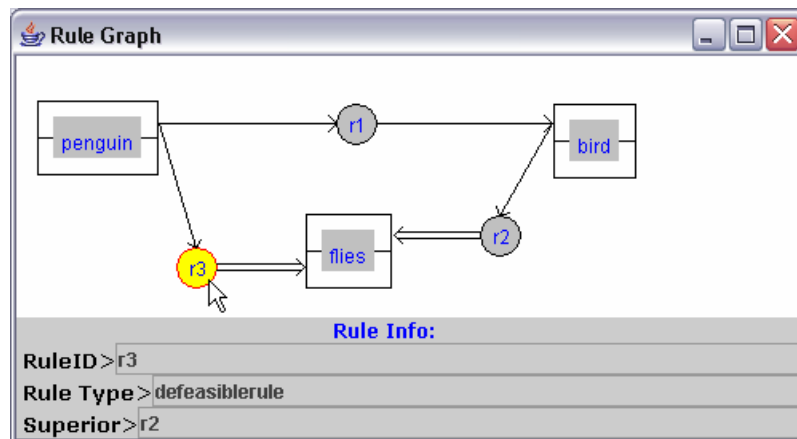 Rule Graph
penguin
r1
bird
r2
flies
r3
Rule Info:
RuleID>r3
Rule Type>defeasiblerule
Superior>r2